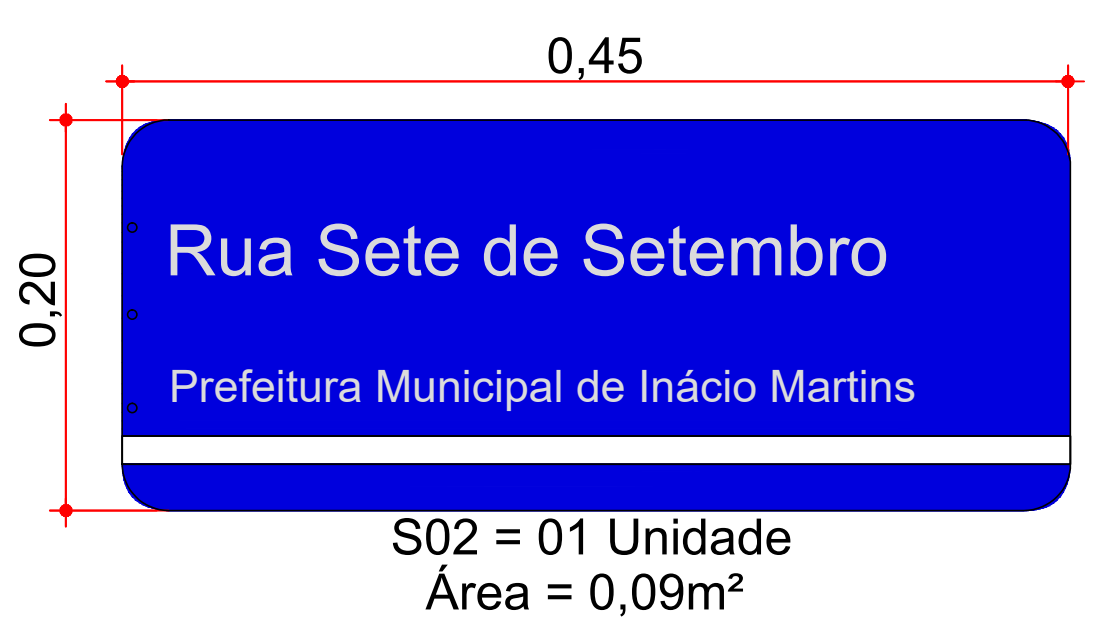 0,45
0,20
Rua Sete de Setembro
Prefeitura Municipal de Inácio Martins
S02 = 01 Unidade
Área = 0,09m²